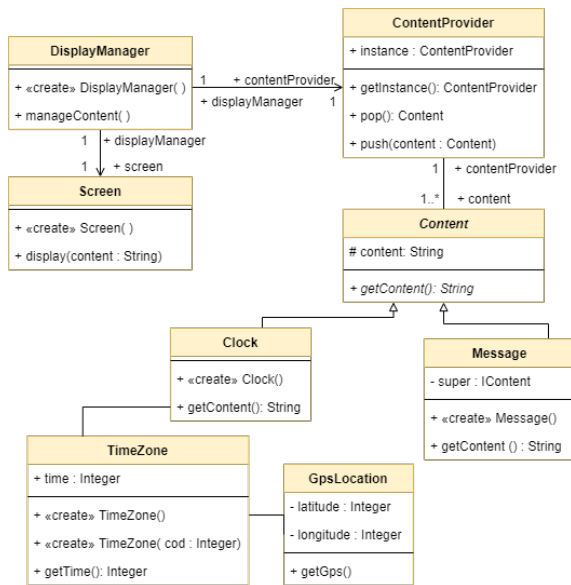 DisplayManager
+ «create» DisplayManager( )
+ manageContent( )
1
+ contentProvider
+ displayManager
1
ContentProvider
+ instance : ContentProvider
+ getInstance(): ContentProvider
+ pop(): Content
+ push(content : Content)
1
+ displayManager
1
+ screen
Screen
+ «create» Screen( )
+ display(content : String)
1
+ contentProvider
1..*
+ content
Content
# content: String
+ getContent(): String
Clock
+ «create» Clock()
+ getContent(): String
Message
- super : IContent
+ «create» Message()
+ getContent () : String
TimeZone
+ time : Integer
+ «create» TimeZone()
+ «create» TimeZone( cod : Integer)
+ getTime(): Integer
GpsLocation
- latitude : Integer
- longitude : Integer
+ getGps()